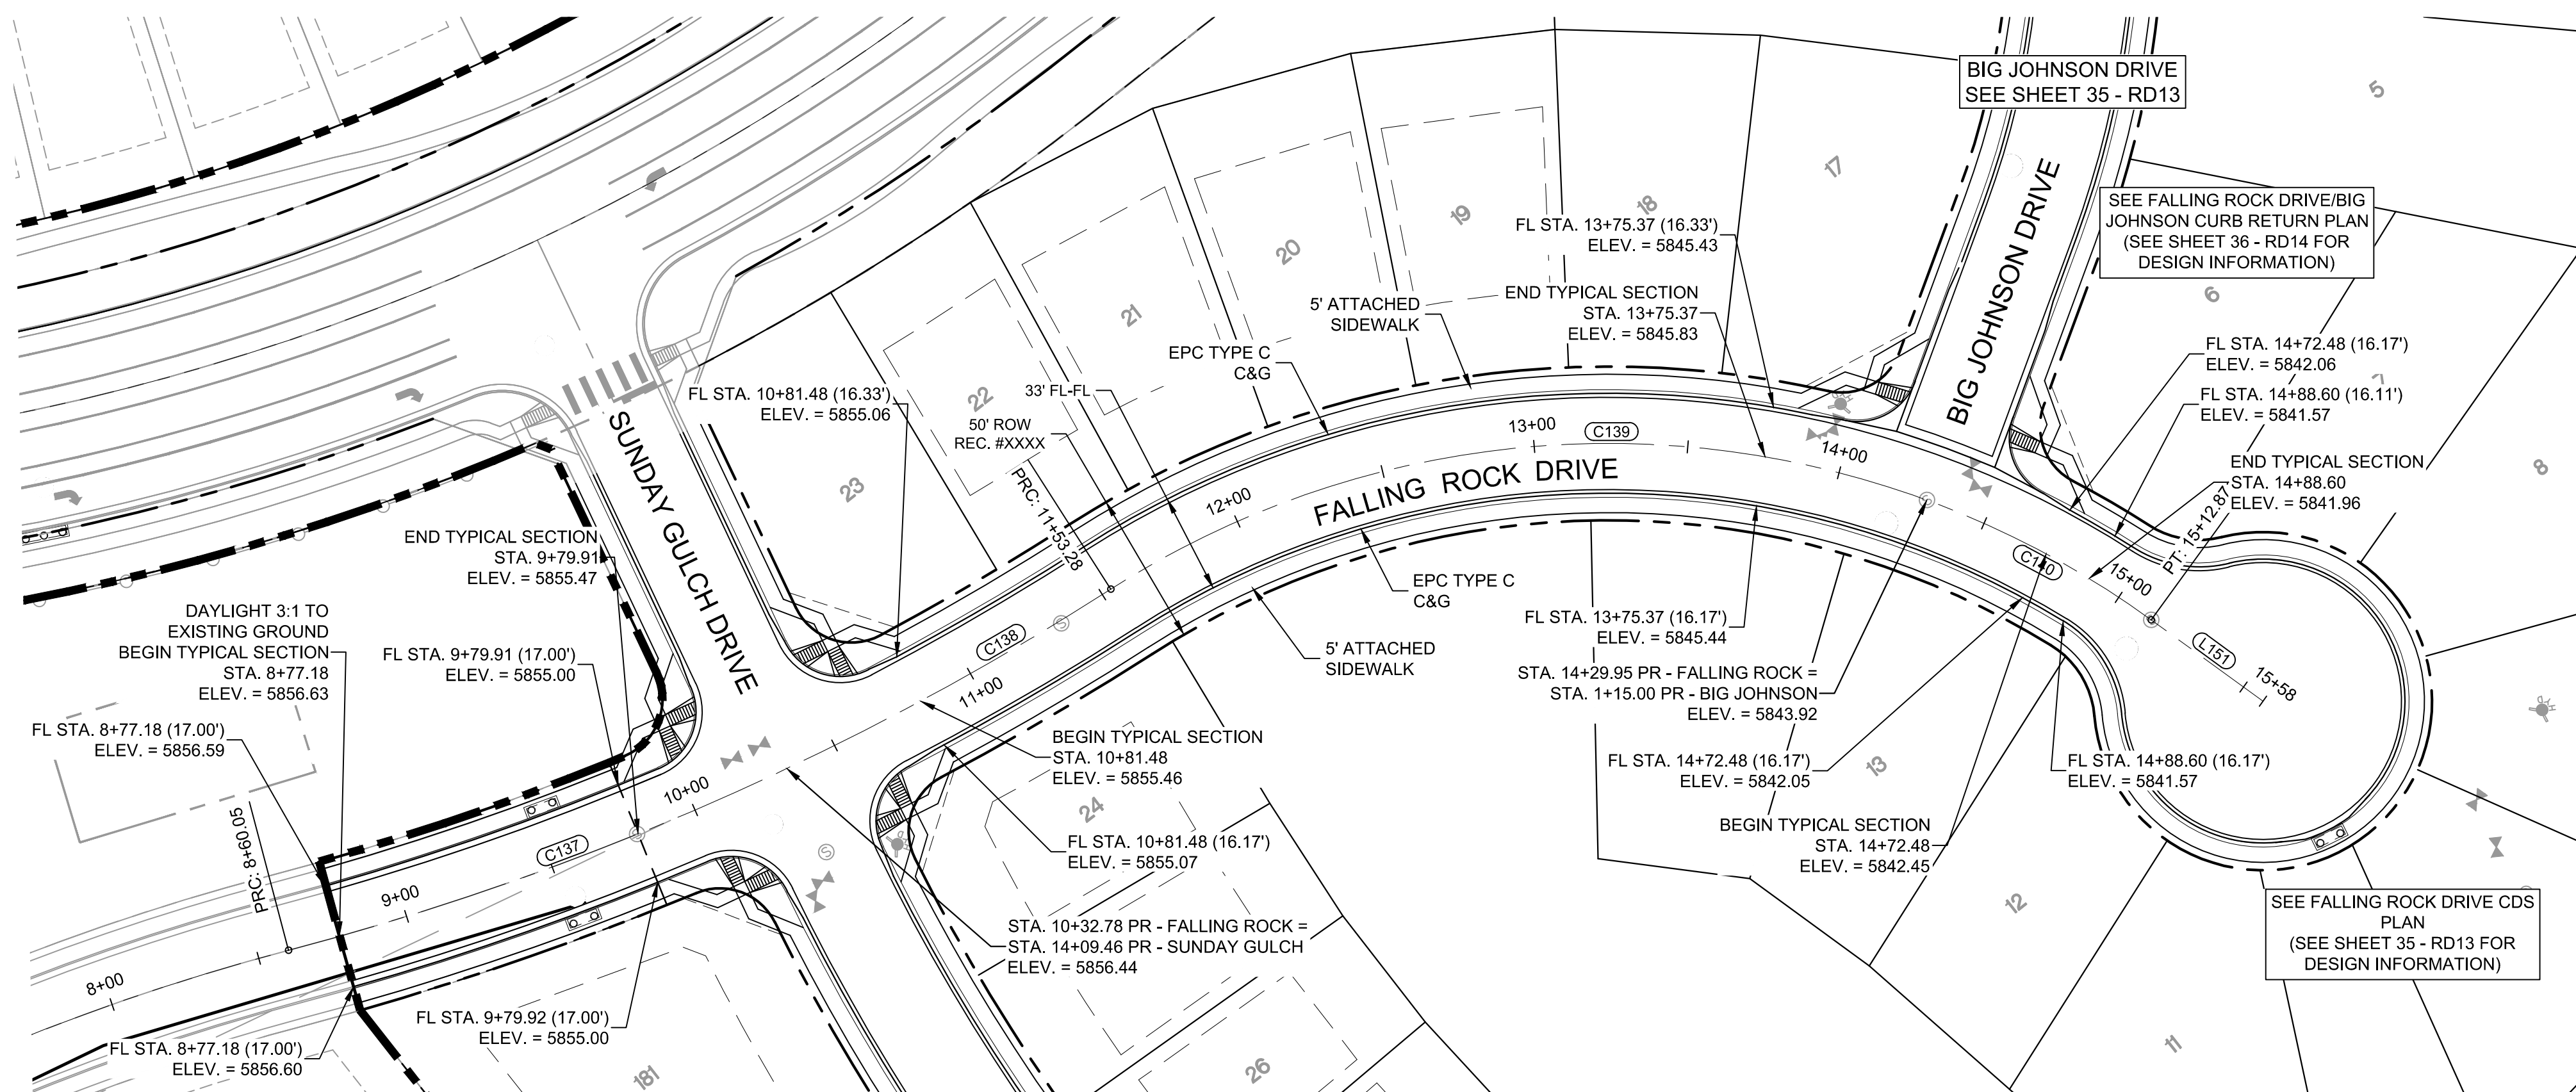 BIG JOHNSON DRIVE
SEE SHEET 35 - RD13
5
17
SEE FALLING ROCK DRIVE/BIG
JOHNSON CURB RETURN PLAN
(SEE SHEET 36 - RD14 FOR
DESIGN INFORMATION)
BIG JOHNSON DRIVE
18
19
20
21
22
23
FL STA. 13+75.37 (16.33')
ELEV. = 5845.43
END TYPICAL SECTION
STA. 13+75.37
ELEV. = 5845.83
5' ATTACHED
SIDEWALK
EPC TYPE C
C&G
33' FL-FL
50' ROW
REC. #XXXX
PRC: 11+53.28
FL STA. 10+81.48 (16.33')
ELEV. = 5855.06
6
7
8
FL STA. 14+72.48 (16.17')
ELEV. = 5842.06
FL STA. 14+88.60 (16.11')
ELEV. = 5841.57
END TYPICAL SECTION
STA. 14+88.60
ELEV. = 5841.96
PT: 15+12.87
SUNDAY GULCH DRIVE
FALLING ROCK DRIVE
12+00
13+00
C139
14+00
C140
15+00
L151
15+58
S
S
C138
11+00
END TYPICAL SECTION
STA. 9+79.91
ELEV. = 5855.47
DAYLIGHT 3:1 TO
EXISTING GROUND
BEGIN TYPICAL SECTION
STA. 8+77.18
ELEV. = 5856.63
FL STA. 9+79.91 (17.00')
ELEV. = 5855.00
FL STA. 8+77.18 (17.00')
ELEV. = 5856.59
PRC: 8+60.05
8+00
9+00
C137
10+00
S
S
EPC TYPE C
C&G
5' ATTACHED
SIDEWALK
FL STA. 13+75.37 (16.17')
ELEV. = 5845.44
STA. 14+29.95 PR - FALLING ROCK =
STA. 1+15.00 PR - BIG JOHNSON
ELEV. = 5843.92
FL STA. 14+72.48 (16.17')
ELEV. = 5842.05
BEGIN TYPICAL SECTION
STA. 14+72.48
ELEV. = 5842.45
FL STA. 14+88.60 (16.17')
ELEV. = 5841.57
BEGIN TYPICAL SECTION
STA. 10+81.48
ELEV. = 5855.46
FL STA. 10+81.48 (16.17')
ELEV. = 5855.07
STA. 10+32.78 PR - FALLING ROCK =
STA. 14+09.46 PR - SUNDAY GULCH
ELEV. = 5856.44
FL STA. 9+79.92 (17.00')
ELEV. = 5855.00
FL STA. 8+77.18 (17.00')
ELEV. = 5856.60
13
12
11
24
26
181
SEE FALLING ROCK DRIVE CDS
PLAN
(SEE SHEET 35 - RD13 FOR
DESIGN INFORMATION)